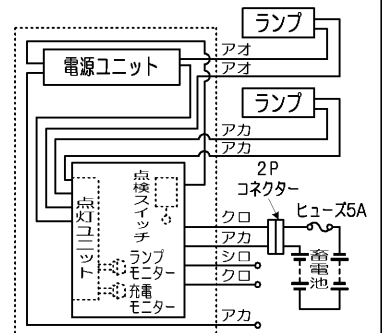 ランプ
アオ
アオ
電源ユニット
ランプ
アカ
アカ
点検スイッチ
点灯ユニット
2P
コネクター
ヒューズ5A
クロ
アカ
シロ
クロ
蓄電池
ランプ
モニター
充電
モニター
アカ